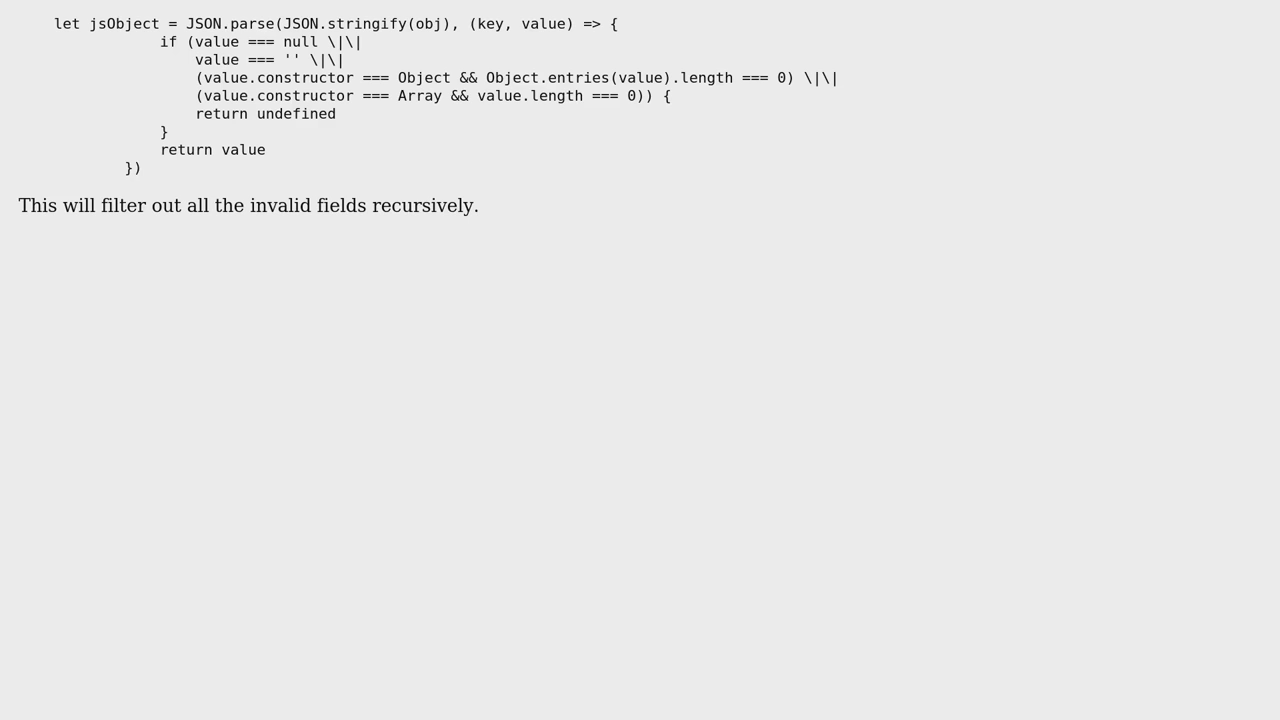 let jsObject = JSON.parse(JSON.stringify(obj), (key, value) => {
            if (value === null \|\|
                value === '' \|\|
                (value.constructor === Object && Object.entries(value).length === 0) \|\|
                (value.constructor === Array && value.length === 0)) {
                return undefined
            }
            return value
        })
This will filter out all the invalid fields recursively.